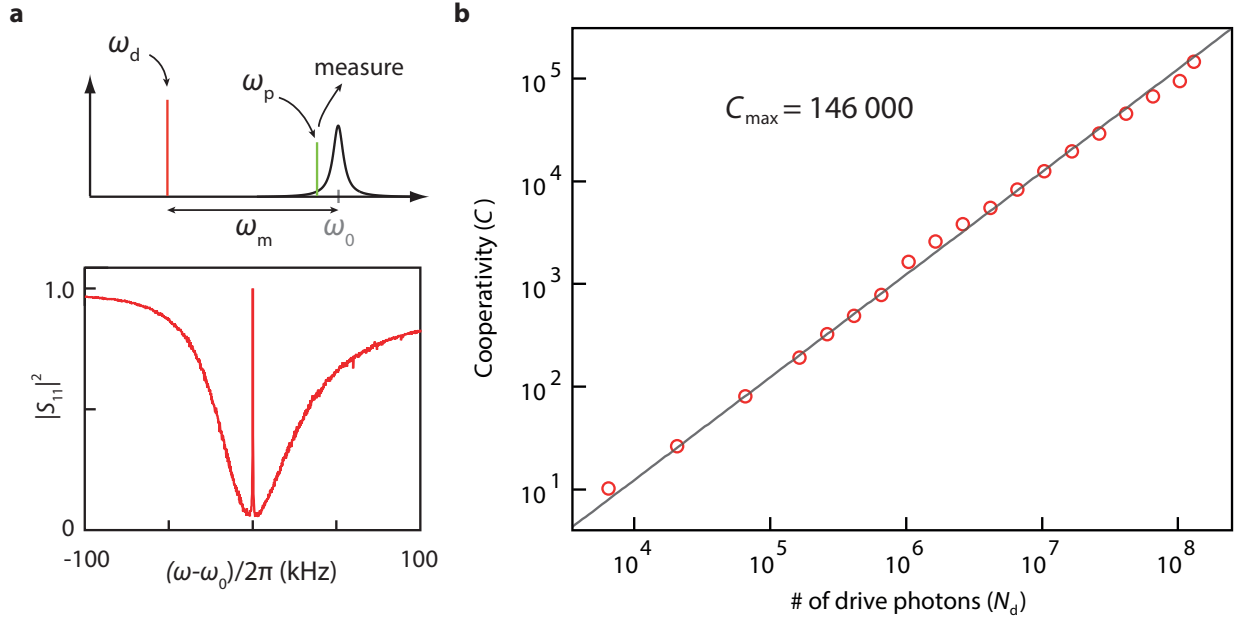 a
ω_d
ω_p
measure
ω_m
ω_0
|S_11|^2
1.0
0
-100
100
(ω-ω_0)/2π (kHz)
b
C_max = 146 000
Cooperativity (C)
10^5
10^4
10^3
10^2
10^1
10^4
10^5
10^6
10^7
10^8
# of drive photons (N_d)